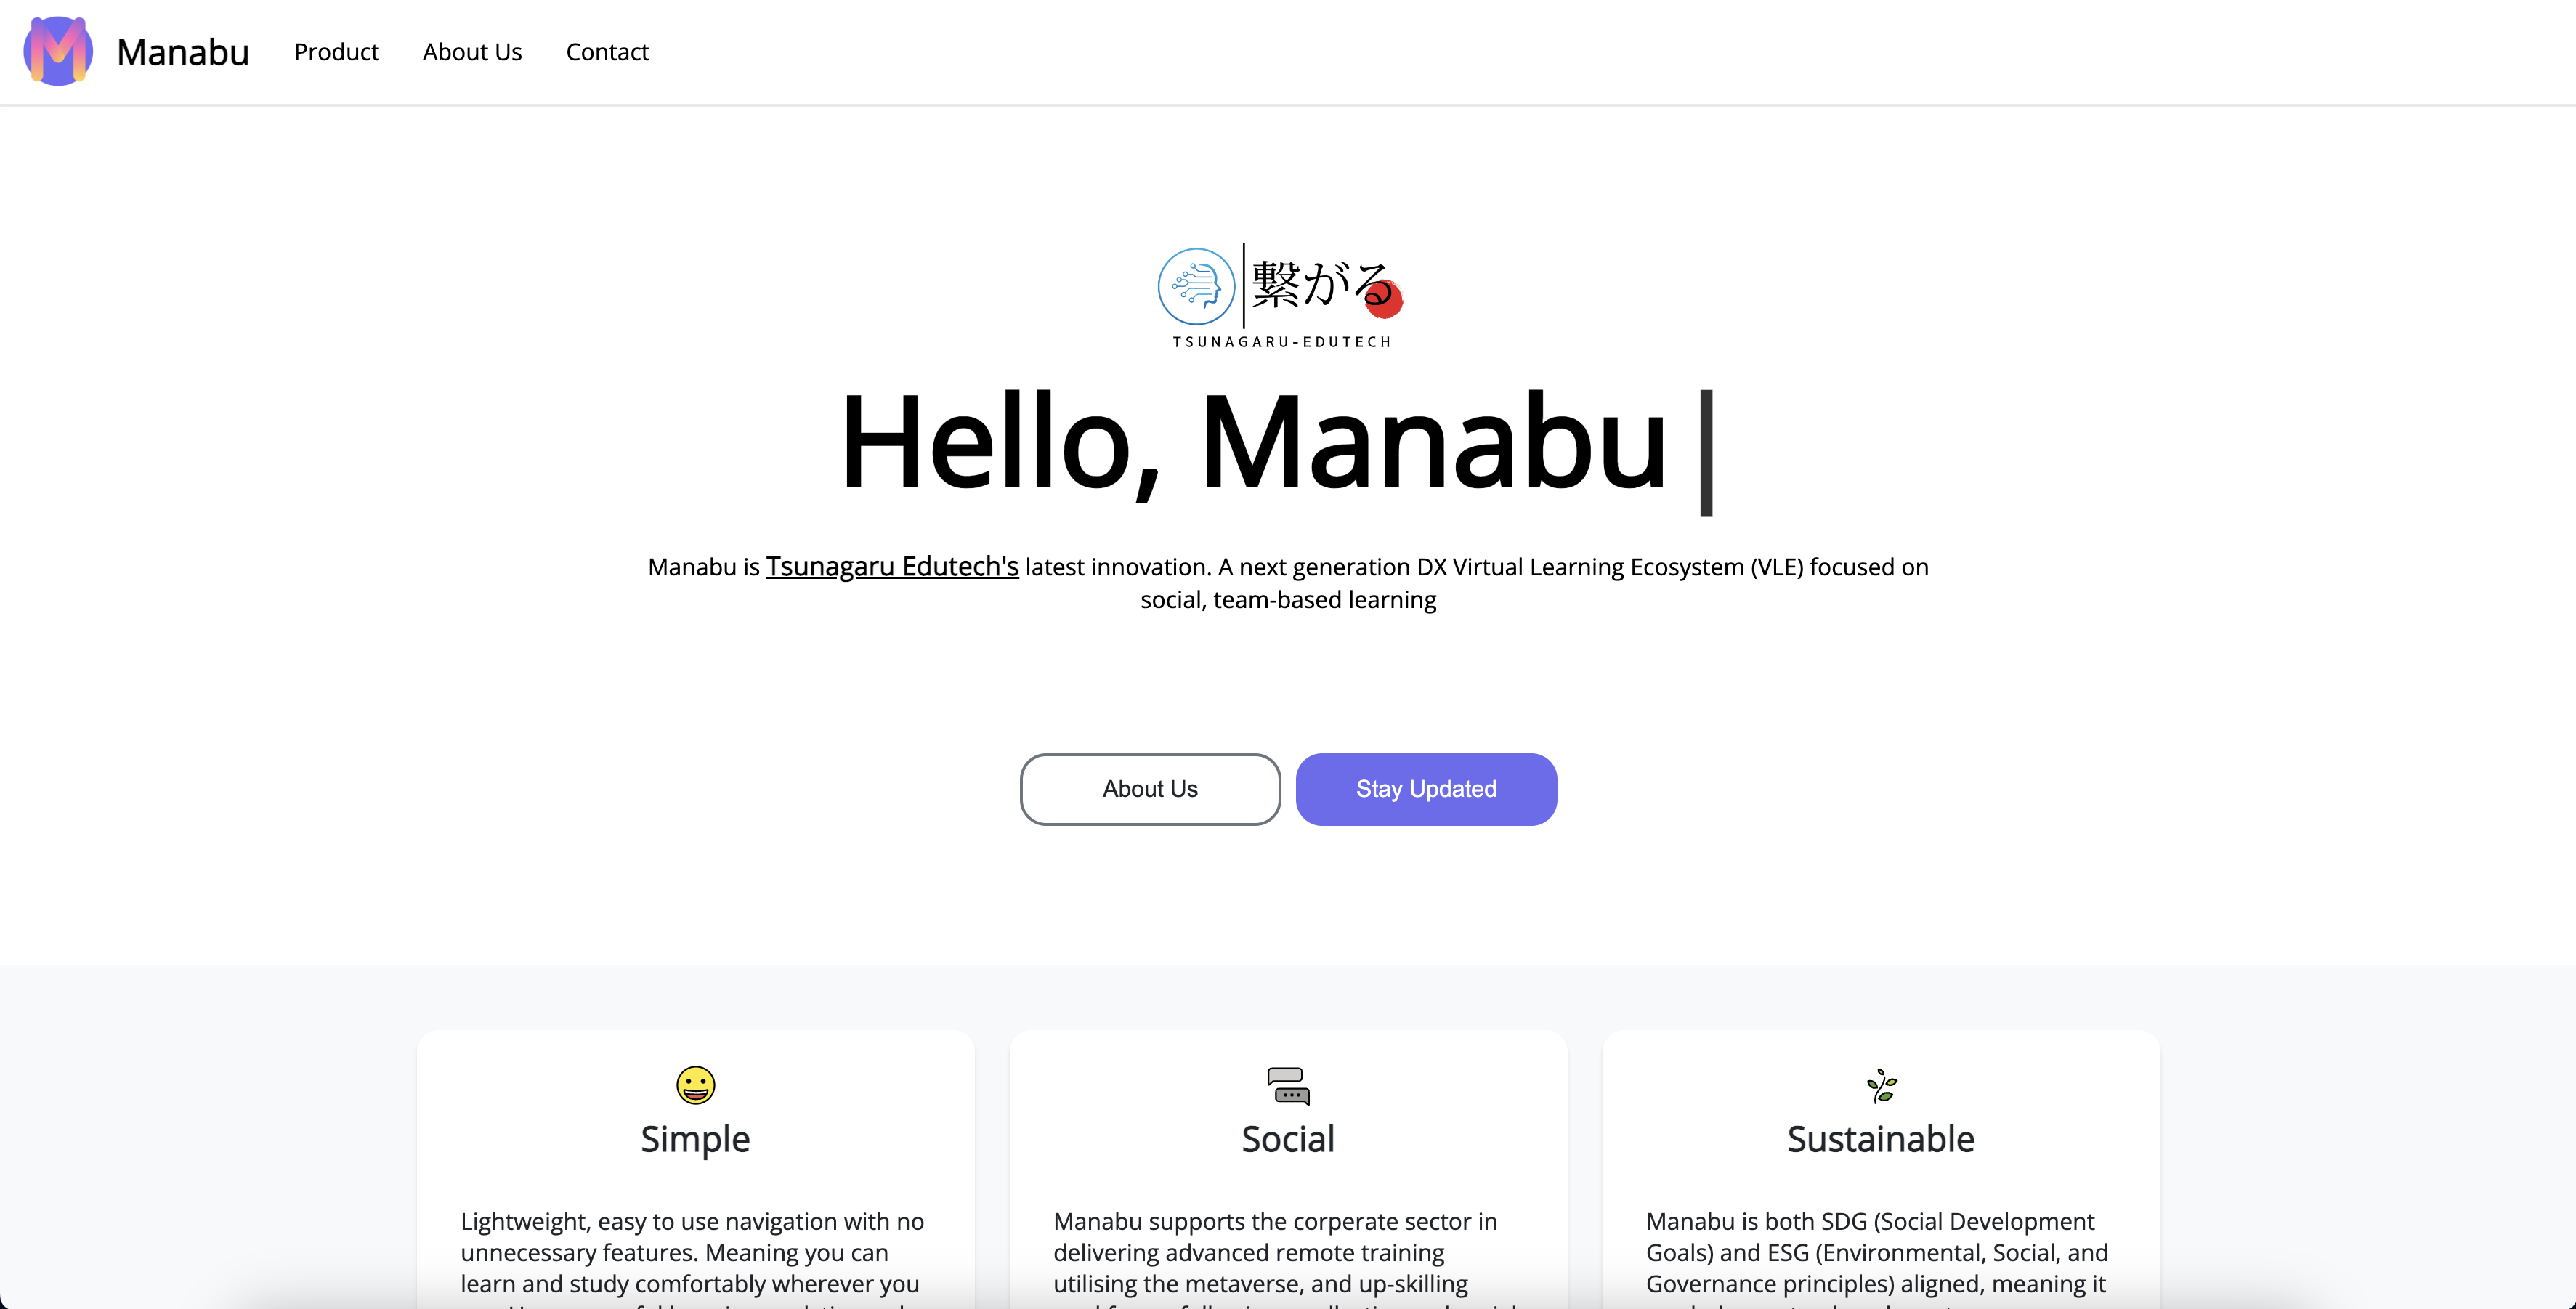 M
Manabu
Product
About Us
Contact
繋がる
TSUNAGARU-EDUTECH
Hello, Manabu|
Manabu is Tsunagaru Edutech's latest innovation. A next generation DX Virtual Learning Ecosystem (VLE) focused on
social, team-based learning
About Us
Stay Updated
Simple
Lightweight, easy to use navigation with no
unnecessary features. Meaning you can
learn and study comfortably wherever you
Social
Manabu supports the corperate sector in
delivering advanced remote training
utilising the metaverse, and up-skilling
Sustainable
Manabu is both SDG (Social Development
Goals) and ESG (Environmental, Social, and
Governance principles) aligned, meaning it